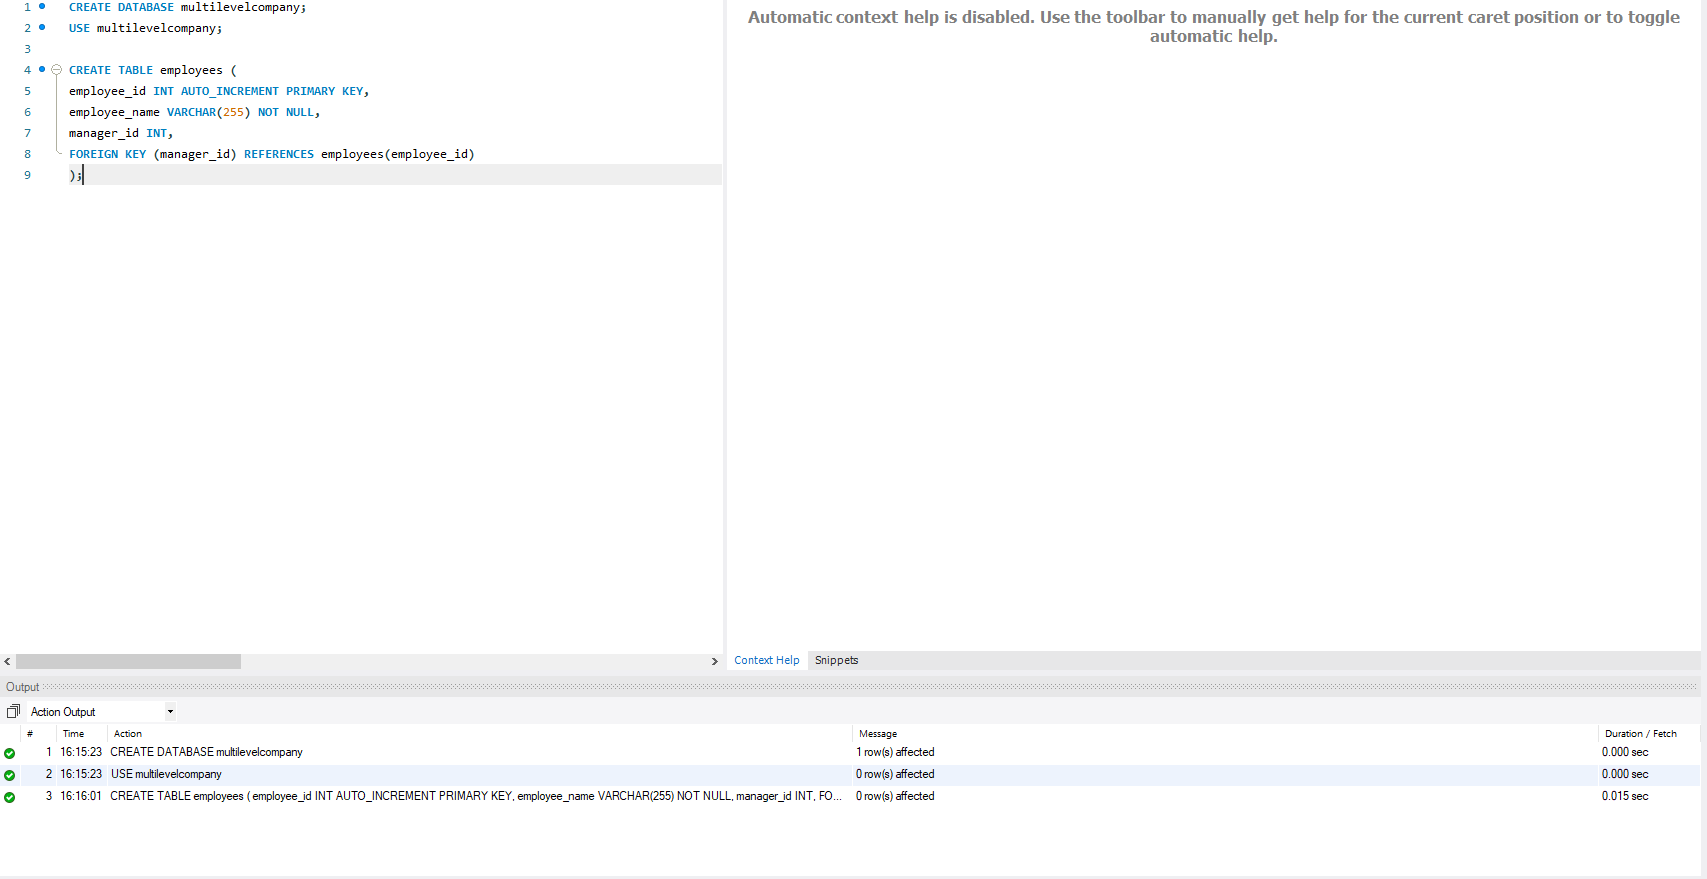 1 CREATE DATABASE multilevelcompany;
2 USE multilevelcompany;
3
4 CREATE TABLE employees (
5 employee_id INT AUTO_INCREMENT PRIMARY KEY,
6 employee_name VARCHAR(255) NOT NULL,
7 manager_id INT,
8 FOREIGN KEY (manager_id) REFERENCES employees(employee_id)
9 );
Automatic context help is disabled. Use the toolbar to manually get help for the current caret position or to toggle
automatic help.
Context Help Snippets
Output
Action Output
# Time Action Message Duration / Fetch
1 16:15:23 CREATE DATABASE multilevelcompany 1 row(s) affected 0.000 sec
2 16:15:23 USE multilevelcompany 0 row(s) affected 0.000 sec
3 16:16:01 CREATE TABLE employees ( employee_id INT AUTO_INCREMENT PRIMARY KEY, employee_name VARCHAR(255) NOT NULL, manager_id INT, FO... 0 row(s) affected 0.015 sec